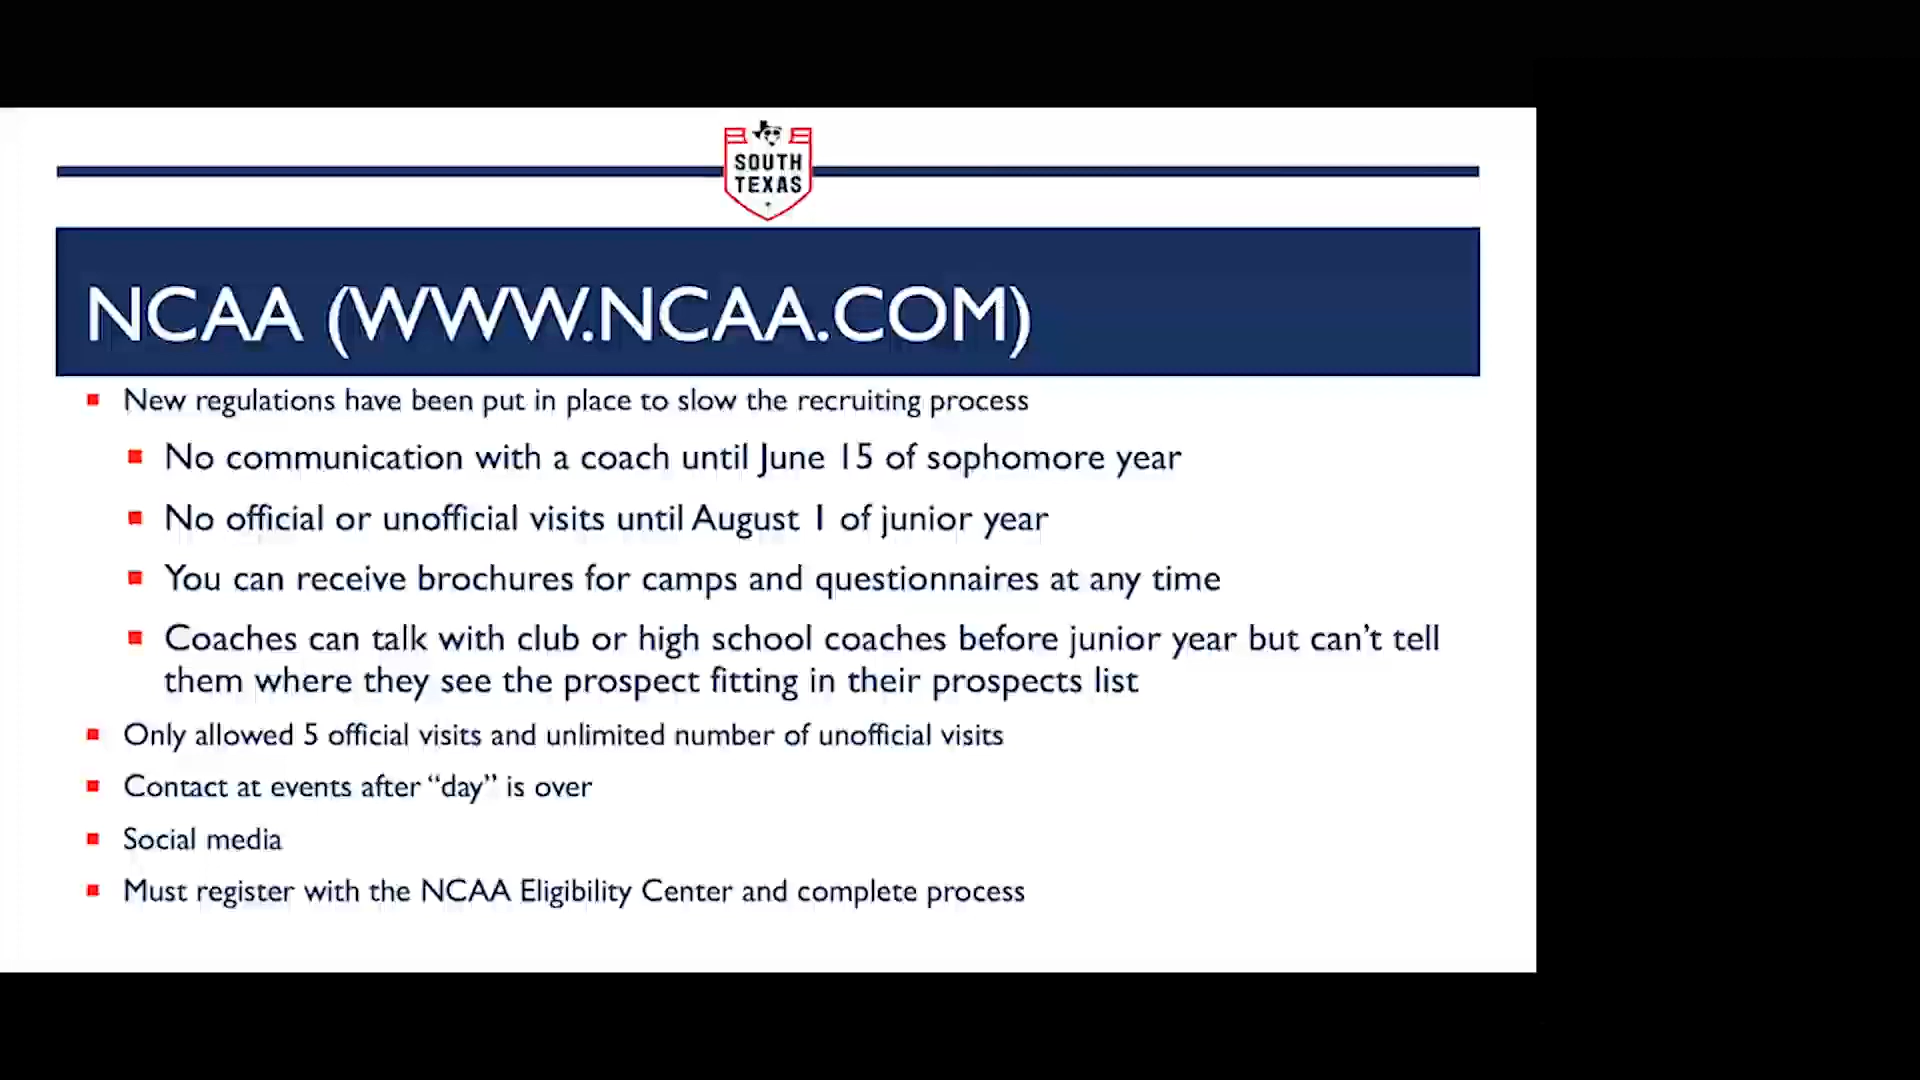 SOUTH
TEXAS
NCAA (WWW.NCAA.COM)
New regulations have been put in place to slow the recruiting process
No communication with a coach until June 15 of sophomore year
No official or unofficial visits until August 1 of junior year
You can receive brochures for camps and questionnaires at any time
Coaches can talk with club or high school coaches before junior year but can't tell
them where they see the prospect fitting in their prospects list
Only allowed 5 official visits and unlimited number of unofficial visits
Contact at events after “day” is over
Social media
Must register with the NCAA Eligibility Center and complete process